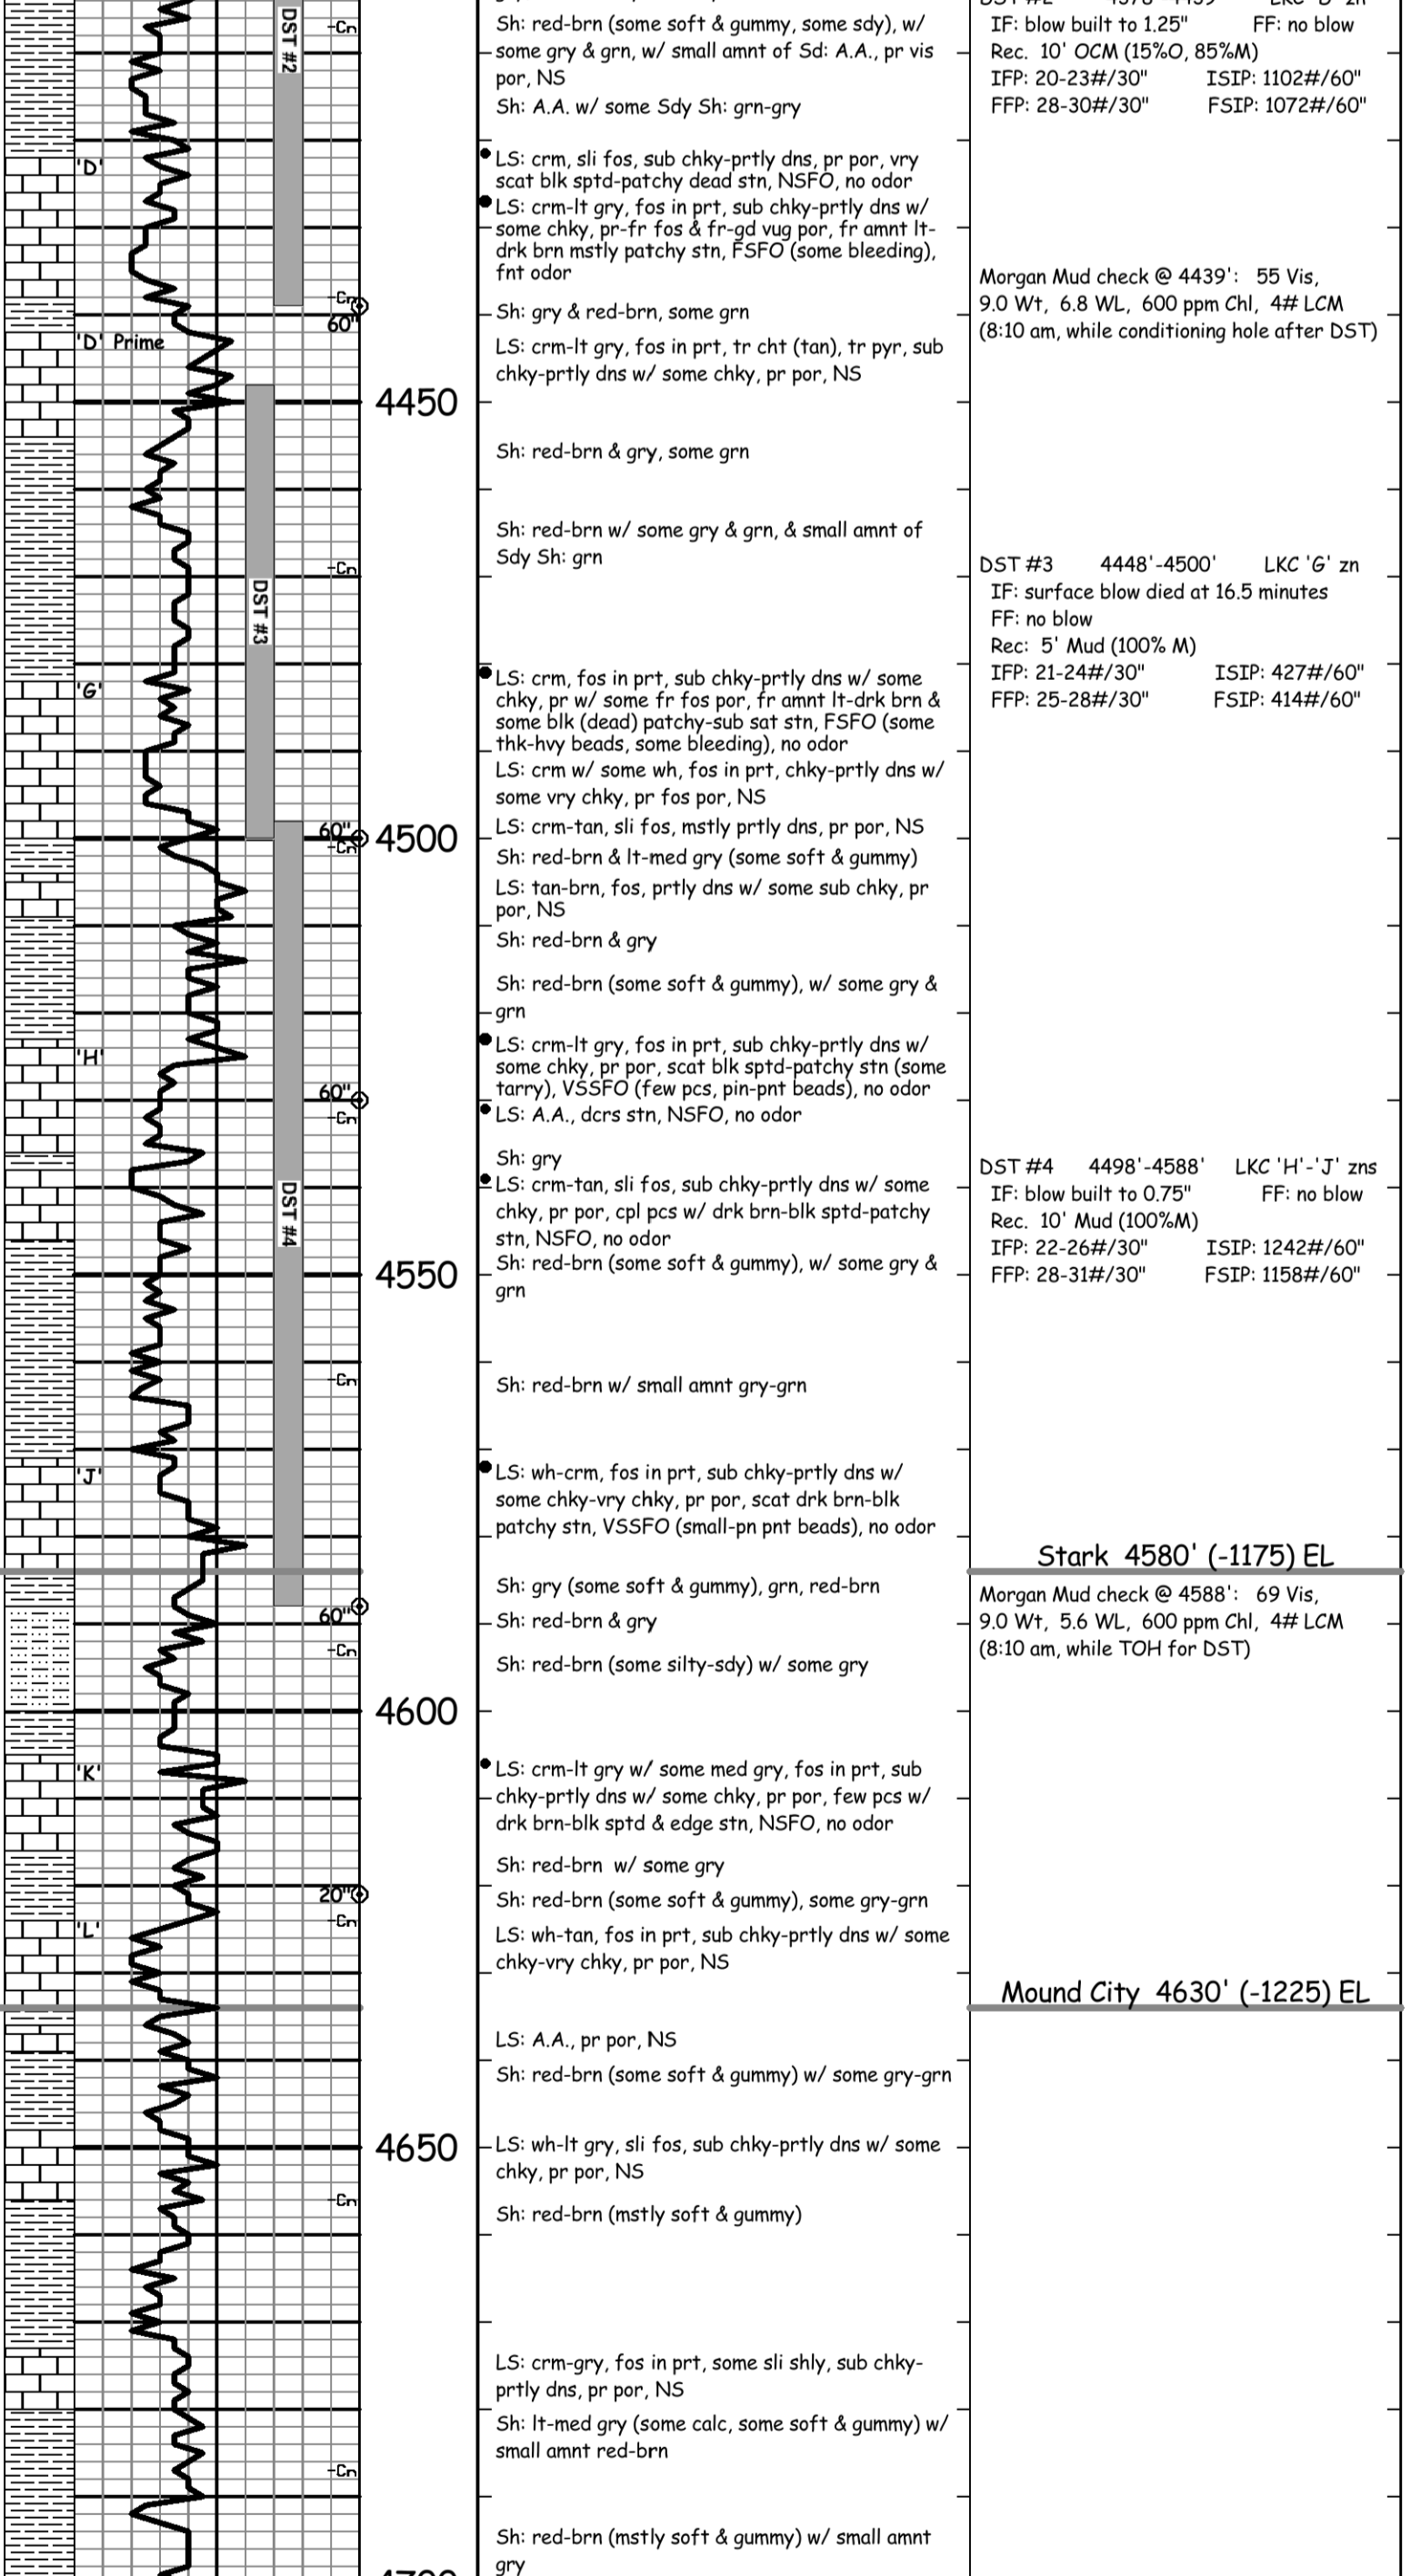 -Cn
DST #2
'D'
-Cn
60"
'D' Prime
4450
DST #3
-Cn
'G'
60"
-Cn
4500
'H'
60"
-Cn
DST #4
4550
-Cn
'J'
60"
-Cn
4600
'K'
20"
-Cn
'L'
4650
-Cn
-Cn
Sh: red-brn (some soft & gummy, some sdy), w/
some gry & grn, w/ small amnt of Sd: A.A., pr vis
por, NS
Sh: A.A. w/ some Sdy Sh: grn-gry
LS: crm, sli fos, sub chky-prtly dns, pr por, vry
scat blk sptd-patchy dead stn, NSFO, no odor
LS: crm-lt gry, fos in prt, sub chky-prtly dns w/
some chky, pr-fr fos & fr-gd vug por, fr amnt lt-
drk brn mstly patchy stn, FSFO (some bleeding),
fnt odor
Sh: gry & red-brn, some grn
LS: crm-lt gry, fos in prt, tr cht (tan), tr pyr, sub
chky-prtly dns w/ some chky, pr por, NS
Sh: red-brn & gry, some grn
Sh: red-brn w/ some gry & grn, & small amnt of
Sdy Sh: grn
LS: crm, fos in prt, sub chky-prtly dns w/ some
chky, pr w/ some fr fos por, fr amnt lt-drk brn &
some blk (dead) patchy-sub sat stn, FSFO (some
thk-hvy beads, some bleeding), no odor
LS: crm w/ some wh, fos in prt, chky-prtly dns w/
some vry chky, pr fos por, NS
LS: crm-tan, sli fos, mstly prtly dns, pr por, NS
Sh: red-brn & lt-med gry (some soft & gummy)
LS: tan-brn, fos, prtly dns w/ some sub chky, pr
por, NS
Sh: red-brn & gry
Sh: red-brn (some soft & gummy), w/ some gry &
grn
LS: crm-lt gry, fos in prt, sub chky-prtly dns w/
some chky, pr por, scat blk sptd-patchy stn (some
tarry), VSSFO (few pcs, pin-pnt beads), no odor
LS: A.A., dcrs stn, NSFO, no odor
Sh: gry
LS: crm-tan, sli fos, sub chky-prtly dns w/ some
chky, pr por, cpl pcs w/ drk brn-blk sptd-patchy
stn, NSFO, no odor
Sh: red-brn (some soft & gummy), w/ some gry &
grn
Sh: red-brn w/ small amnt gry-grn
LS: wh-crm, fos in prt, sub chky-prtly dns w/
some chky-vry chky, pr por, scat drk brn-blk
patchy stn, VSSFO (small-pn pnt beads), no odor
Sh: gry (some soft & gummy), grn, red-brn
Sh: red-brn & gry
Sh: red-brn (some silty-sdy) w/ some gry
LS: crm-lt gry w/ some med gry, fos in prt, sub
chky-prtly dns w/ some chky, pr por, few pcs w/
drk brn-blk sptd & edge stn, NSFO, no odor
Sh: red-brn w/ some gry
Sh: red-brn (some soft & gummy), some gry-grn
LS: wh-tan, fos in prt, sub chky-prtly dns w/ some
chky-vry chky, pr por, NS
LS: A.A., pr por, NS
Sh: red-brn (some soft & gummy) w/ some gry-grn
LS: wh-lt gry, sli fos, sub chky-prtly dns w/ some
chky, pr por, NS
Sh: red-brn (mstly soft & gummy)
LS: crm-gry, fos in prt, some sli shly, sub chky-
prtly dns, pr por, NS
Sh: lt-med gry (some calc, some soft & gummy) w/
small amnt red-brn
Sh: red-brn (mstly soft & gummy) w/ small amnt
gry
IF: blow built to 1.25" FF: no blow
Rec. 10' OCM (15%O, 85%M)
IFP: 20-23#/30" ISIP: 1102#/60"
FFP: 28-30#/30" FSIP: 1072#/60"
Morgan Mud check @ 4439': 55 Vis,
9.0 Wt, 6.8 WL, 600 ppm Chl, 4# LCM
(8:10 am, while conditioning hole after DST)
DST #3 4448'-4500' LKC 'G' zn
IF: surface blow died at 16.5 minutes
FF: no blow
Rec: 5' Mud (100% M)
IFP: 21-24#/30" ISIP: 427#/60"
FFP: 25-28#/30" FSIP: 414#/60"
DST #4 4498'-4588' LKC 'H'-'J' zns
IF: blow built to 0.75" FF: no blow
Rec. 10' Mud (100%M)
IFP: 22-26#/30" ISIP: 1242#/60"
FFP: 28-31#/30" FSIP: 1158#/60"
Stark 4580' (-1175) EL
Morgan Mud check @ 4588': 69 Vis,
9.0 Wt, 5.6 WL, 600 ppm Chl, 4# LCM
(8:10 am, while TOH for DST)
Mound City 4630' (-1225) EL